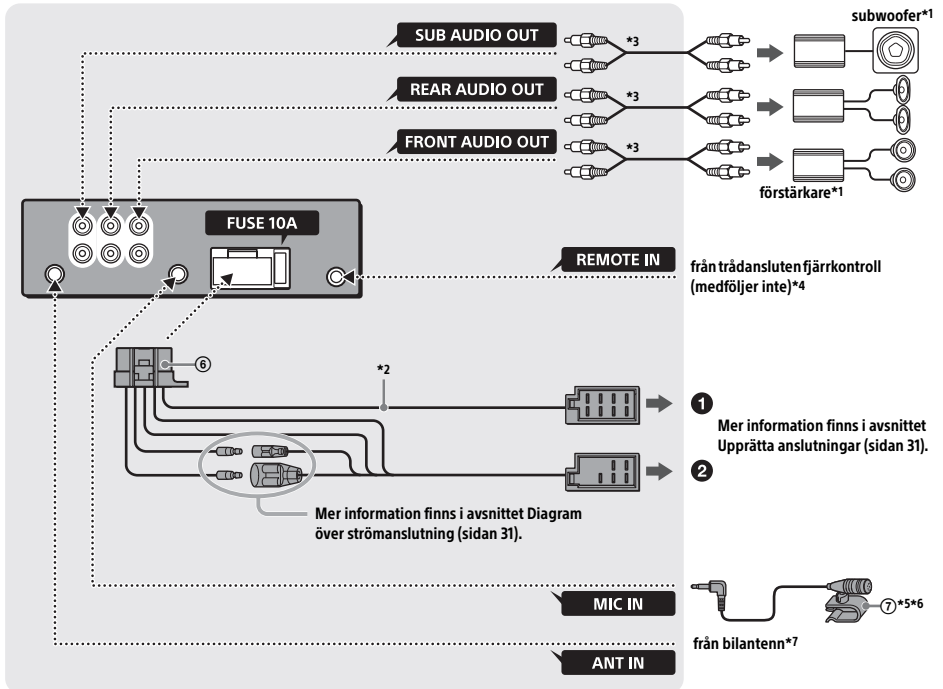 subwoofer*1
SUB AUDIO OUT
*3
REAR AUDIO OUT
*3
FRONT AUDIO OUT
*3
förstärkare*1
FUSE 10A
REMOTE IN
från trådansluten fjärrkontroll
(medföljer inte)*4
⑥
*2
❶
Mer information finns i avsnittet
Upprätta anslutningar (sidan 31).
❷
Mer information finns i avsnittet Diagram
över strömanslutning (sidan 31).
MIC IN
⑦*5*6
från bilantenn*7
ANT IN